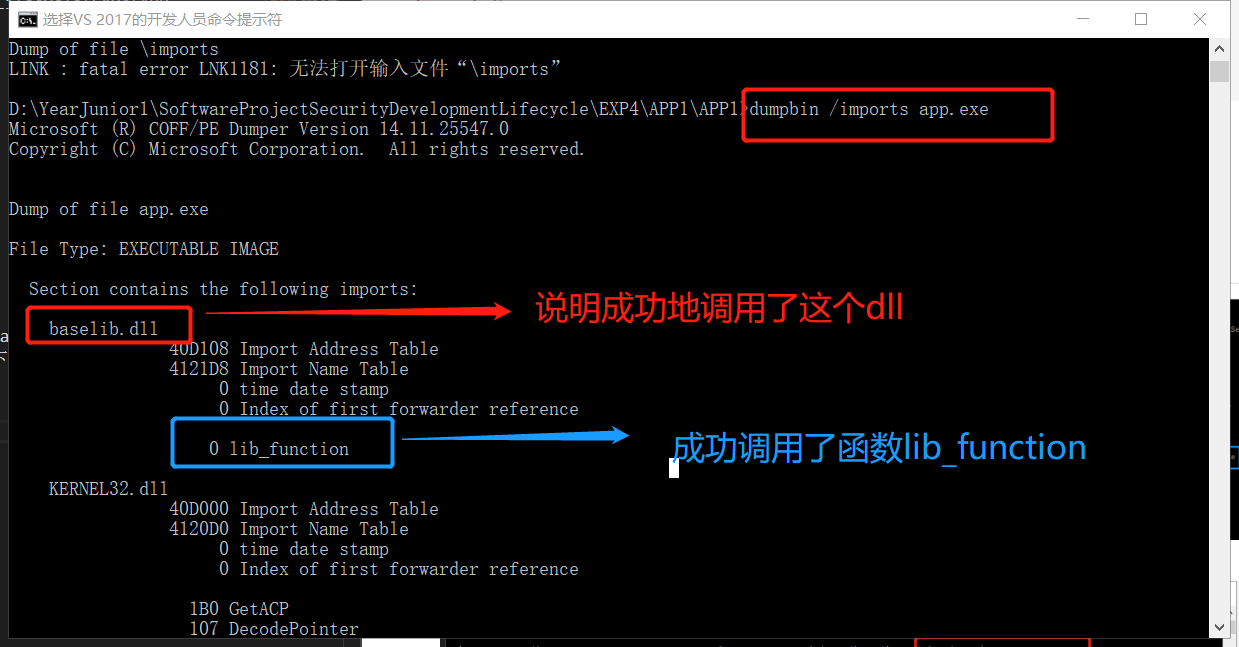 选择VS 2017的开发人员命令提示符
Dump of file \imports
LINK : fatal error LNK1181: 无法打开输入文件“\imports”
D:\YearJunior1\SoftwareProjectSecurityDevelopmentLifecycle\EXP4\APP1\APP1>dumpbin /imports app.exe
Microsoft (R) COFF/PE Dumper Version 14.11.25547.0
Copyright (C) Microsoft Corporation.  All rights reserved.
Dump of file app.exe
File Type: EXECUTABLE IMAGE
Section contains the following imports:
说明成功地调用了这个dll
baselib.dll
40D108 Import Address Table
4121D8 Import Name Table
0 time date stamp
0 Index of first forwarder reference
成功调用了函数lib_function
0 lib_function
KERNEL32.dll
40D000 Import Address Table
4120D0 Import Name Table
0 time date stamp
0 Index of first forwarder reference
1B0 GetACP
107 DecodePointer